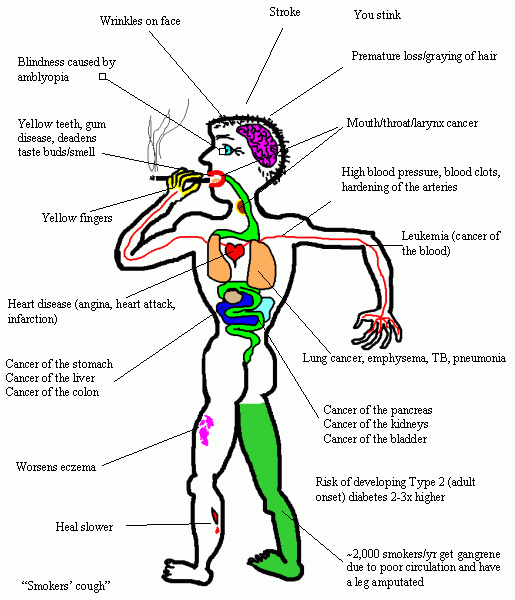 Wrinkles on face
Stroke
You stink
Blindness caused by
amblyopia
Premature loss/graying of hair
Yellow teeth, gum
disease, deadens
taste buds/smell
Mouth/throat/larynx cancer
High blood pressure, blood clots,
hardening of the arteries
Yellow fingers
Leukemia (cancer of
the blood)
Heart disease (angina, heart attack,
infarction)
Lung cancer, emphysema, TB, pneumonia
Cancer of the stomach
Cancer of the liver
Cancer of the colon
Cancer of the pancreas
Cancer of the kidneys
Cancer of the bladder
Worsens eczema
Risk of developing Type 2 (adult
onset) diabetes 2-3x higher
Heal slower
~2,000 smokers/yr get gangrene
due to poor circulation and have
a leg amputated
“Smokers’ cough”